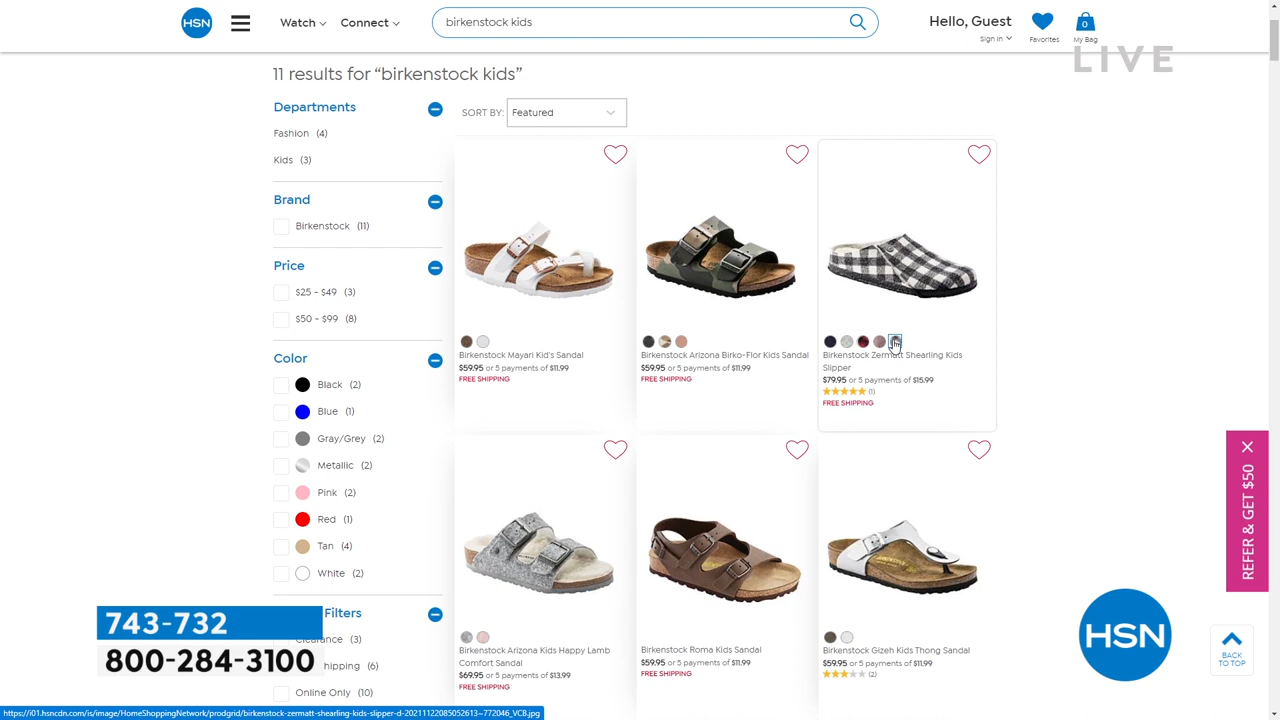 HSN
Watch
Connect
birkenstock kids
Hello, Guest
Sign in
Favorites
0
My Bag
LIVE
11 results for “birkenstock kids”
Departments
Fashion (4)
Kids (3)
Brand
Birkenstock (11)
Price
$25 - $49 (3)
$50 - $99 (8)
Color
Black (2)
Blue (1)
Gray/Grey (2)
Metallic (2)
Pink (2)
Red (1)
Tan (4)
White (2)
Filters
Clearance (3)
hipping (6)
Online Only (10)
SORT BY: Featured
Birkenstock Mayari Kid's Sandal
$59.95 or 5 payments of $11.99
FREE SHIPPING
Birkenstock Arizona Birko-Flor Kids Sandal
$59.95 or 5 payments of $11.99
FREE SHIPPING
Birkenstock Zermatt Shearling Kids
Slipper
$79.95 or 5 payments of $15.99
(1)
FREE SHIPPING
Birkenstock Arizona Kids Happy Lamb
Comfort Sandal
$69.95 or 5 payments of $13.99
FREE SHIPPING
Birkenstock Roma Kids Sandal
$59.95 or 5 payments of $11.99
FREE SHIPPING
Birkenstock Gizeh Kids Thong Sandal
$59.95 or 5 payments of $11.99
(2)
REFER & GET $50
HSN
BACK
TO TOP
743-732
800-284-3100
https://i01.hsncdn.com/is/image/HomeShoppingNetwork/prodgrid/birkenstock-zermatt-shearling-kids-slipper-d-20211122085052613~772046_VCB.jpg